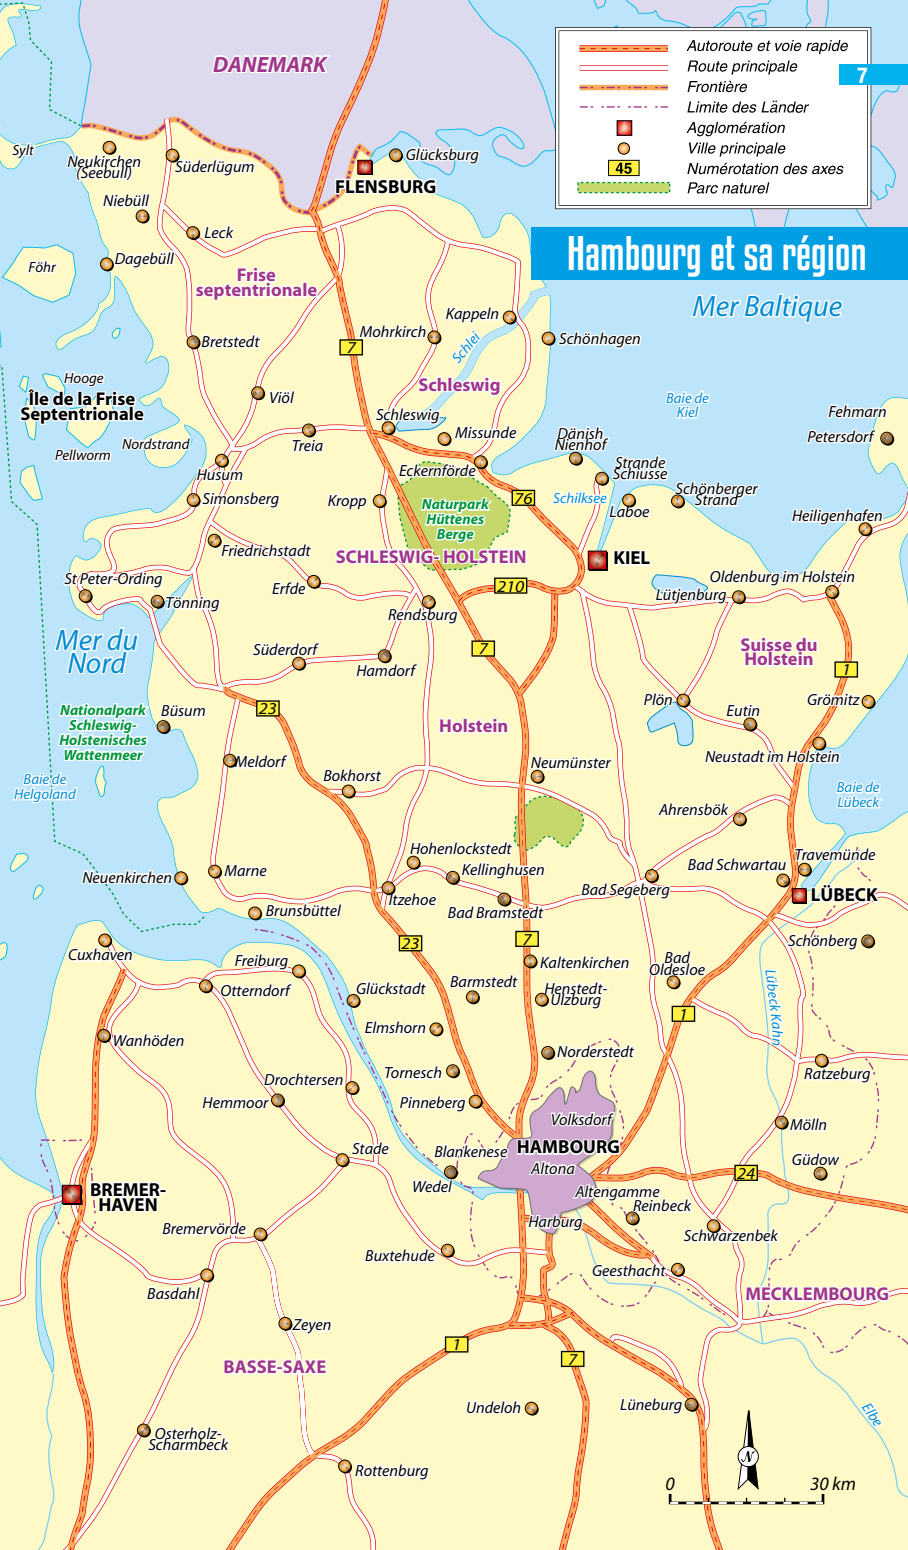 DANEMARK
Autoroute et voie rapide
Route principale
7
Frontière
Limite des Länder
Agglomération
Ville principale
45
Numérotation des axes
Parc naturel
Hambourg et sa région
Mer Baltique
Sylt
Neukirchen
(Seebüll)
Süderlügum
Glücksburg
FLENSBURG
Niebüll
Leck
Dagebüll
Föhr
Frise
septentrionale
Kappeln
Mohrkirch
Schlei
Schönhagen
7
Bretstedt
Schleswig
Hooge
Île de la Frise
Septentrionale
Viöl
Baie de
Kiel
Fehmarn
Petersdorf
Schleswig
Missunde
Treia
Nordstrand
Pellworm
Dänish
Nienhof
Husum
Eckernförde
Strande
Schiusse
Simonsberg
Kropp
76
Schilksee
Laboe
Schönberger
Strand
Naturpark
Hüttenes
Berge
Heiligenhafen
Friedrichstadt
SCHLESWIG-HOLSTEIN
KIEL
St Peter-Ording
Erfde
210
Oldenburg im Holstein
Lütjenburg
Tönning
Rendsburg
Mer du
Nord
Süderdorf
Hamdorf
7
Suisse du
Holstein
1
Plön
Grömitz
23
Büsum
Nationalpark
Schleswig-
Holstenisches
Wattenmeer
Holstein
Eutin
Neustadt im Holstein
Meldorf
Bokhorst
Neumünster
Baie de
Helgoland
Baie de
Lübeck
Ahrensbök
Hohenlockstedt
Kellinghusen
Travemünde
Bad Schwartau
Neuenkirchen
Marne
Itzehoe
Bad Segeberg
LÜBECK
Brunsbüttel
Bad Bramstedt
23
7
Schönberg
Cuxhaven
Freiburg
Kaltenkirchen
Bad
Oldesloe
Otterndorf
Glückstadt
Barmstedt
Henstedt-
Ulzburg
Lübeck Kahn
1
Elmshorn
Wanhöden
Norderstedt
Tornesch
Ratzeburg
Drochtersen
Hemmoor
Pinneberg
Volksdorf
Mölln
HAMBOURG
Stade
Blankenese
Altona
Güdow
24
Wedel
BREMER-
HAVEN
Altengamme
Reinbeck
Harburg
Bremervörde
Schwarzenbek
Buxtehude
Geesthacht
Basdahl
MECKLEMBOURG
Zeyen
1
7
BASSE-SAXE
Undeloh
Lüneburg
Elbe
Osterholz-
Scharmbeck
N
Rottenburg
0
30 km